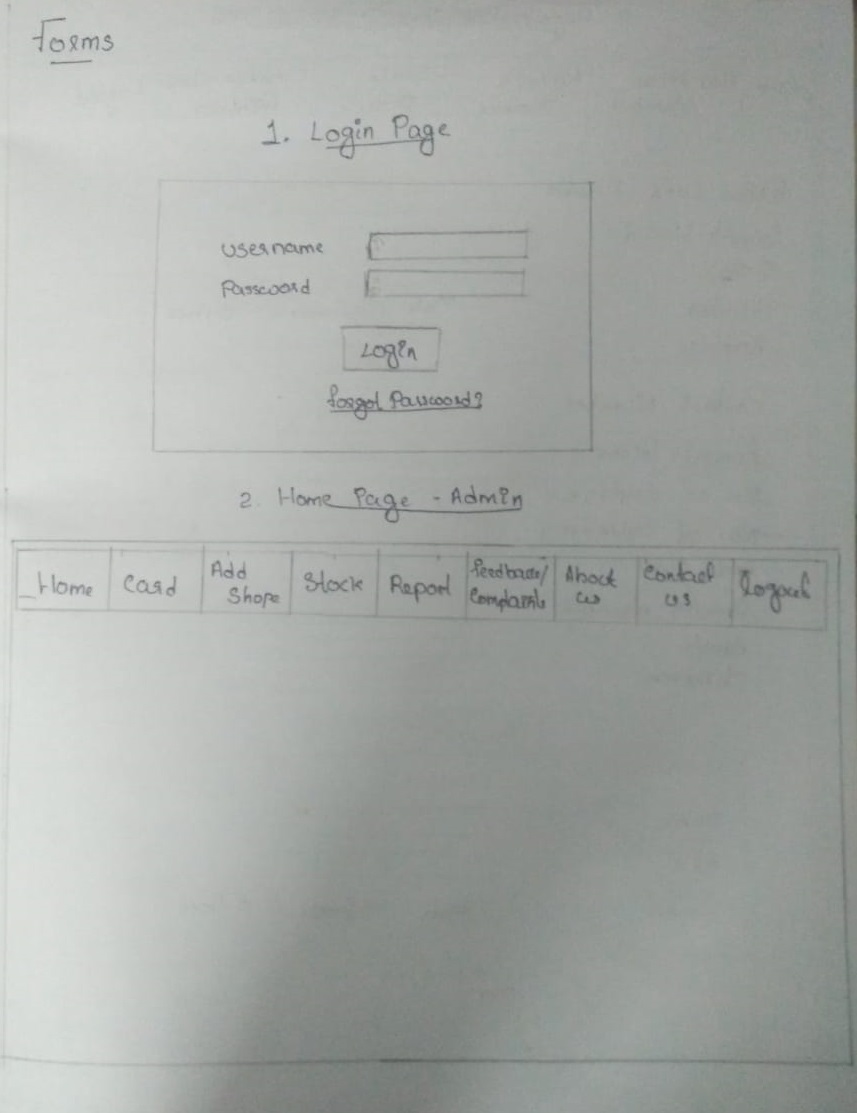 Forms
1. Login Page
Username
Password
Login
Forgot Password?
2. Home Page - Admin
Home Card Add Shope Stock Report Feedback/ Complaints About us Contact us Logout